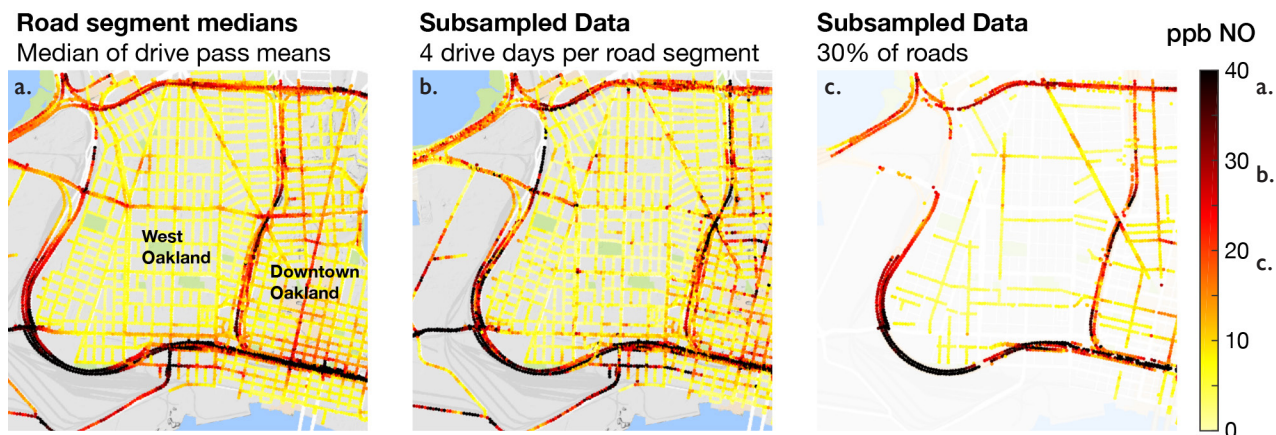 Road segment medians
Median of drive pass means
Subsampled Data
4 drive days per road segment
Subsampled Data
30% of roads
ppb NO
a.
b.
c.
West
Oakland
Downtown
Oakland
40
30
20
10
0
a.
b.
c.